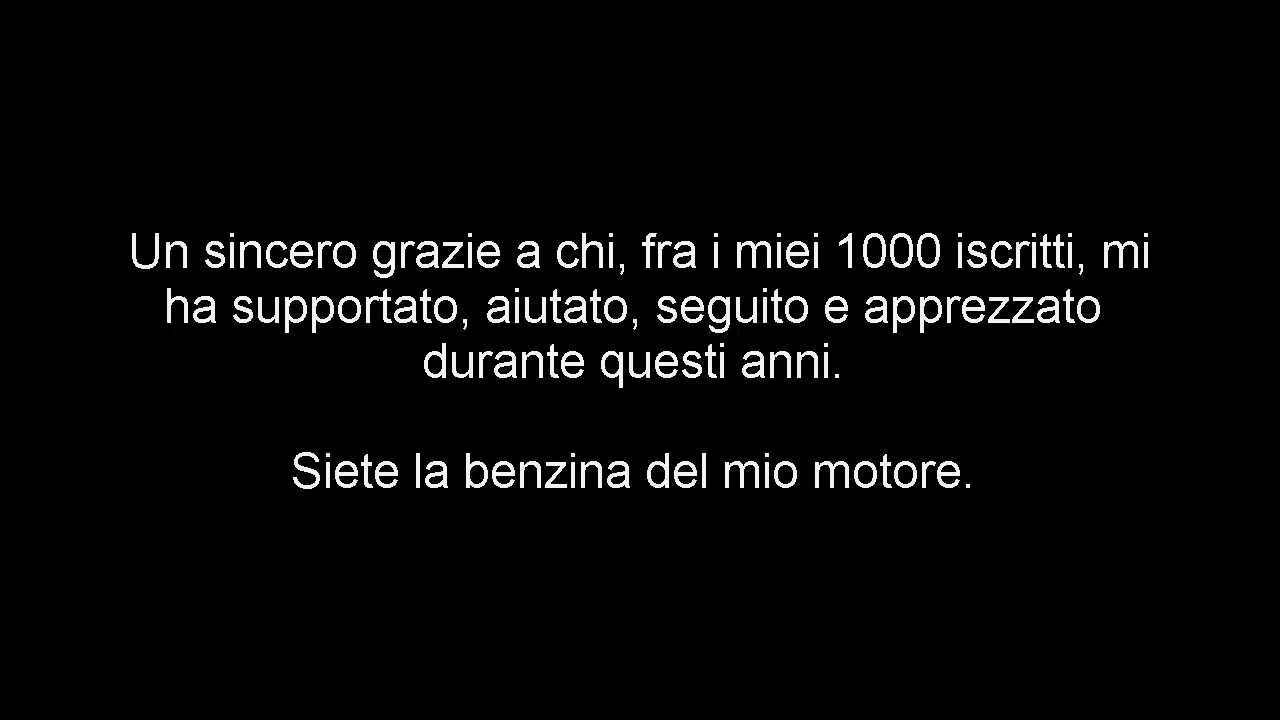 Un sincero grazie a chi, fra i miei 1000 iscritti, mi
ha supportato, aiutato, seguito e apprezzato
durante questi anni.
Siete la benzina del mio motore.